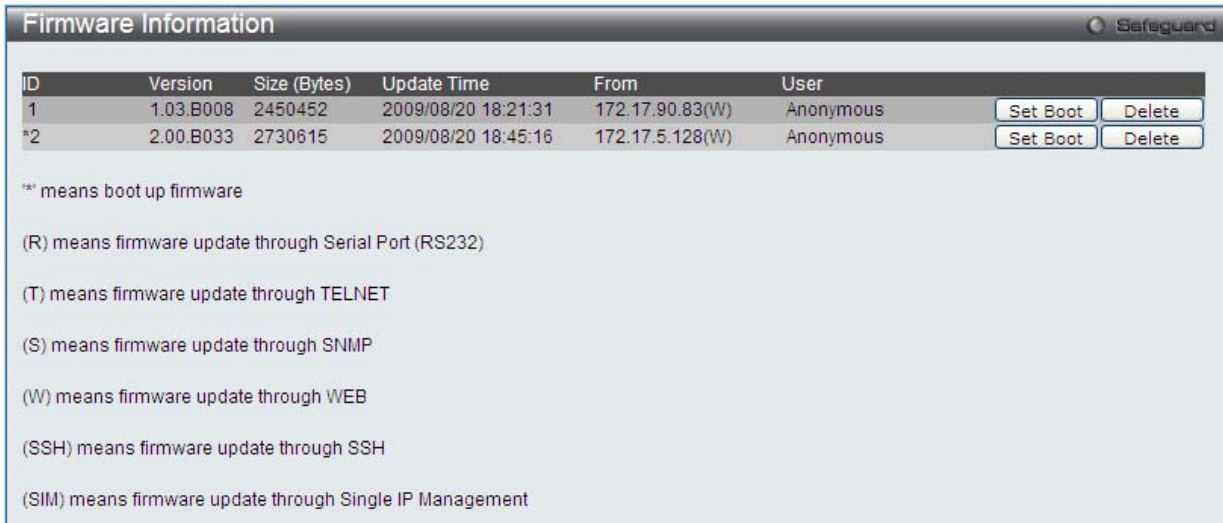 Firmware Information
Safeguard
ID Version Size (Bytes) Update Time From User
1 1.03.B008 2450452 2009/08/20 18:21:31 172.17.90.83(W) Anonymous Set Boot Delete
*2 2.00.B033 2730615 2009/08/20 18:45:16 172.17.5.128(W) Anonymous Set Boot Delete
'*' means boot up firmware
(R) means firmware update through Serial Port (RS232)
(T) means firmware update through TELNET
(S) means firmware update through SNMP
(W) means firmware update through WEB
(SSH) means firmware update through SSH
(SIM) means firmware update through Single IP Management